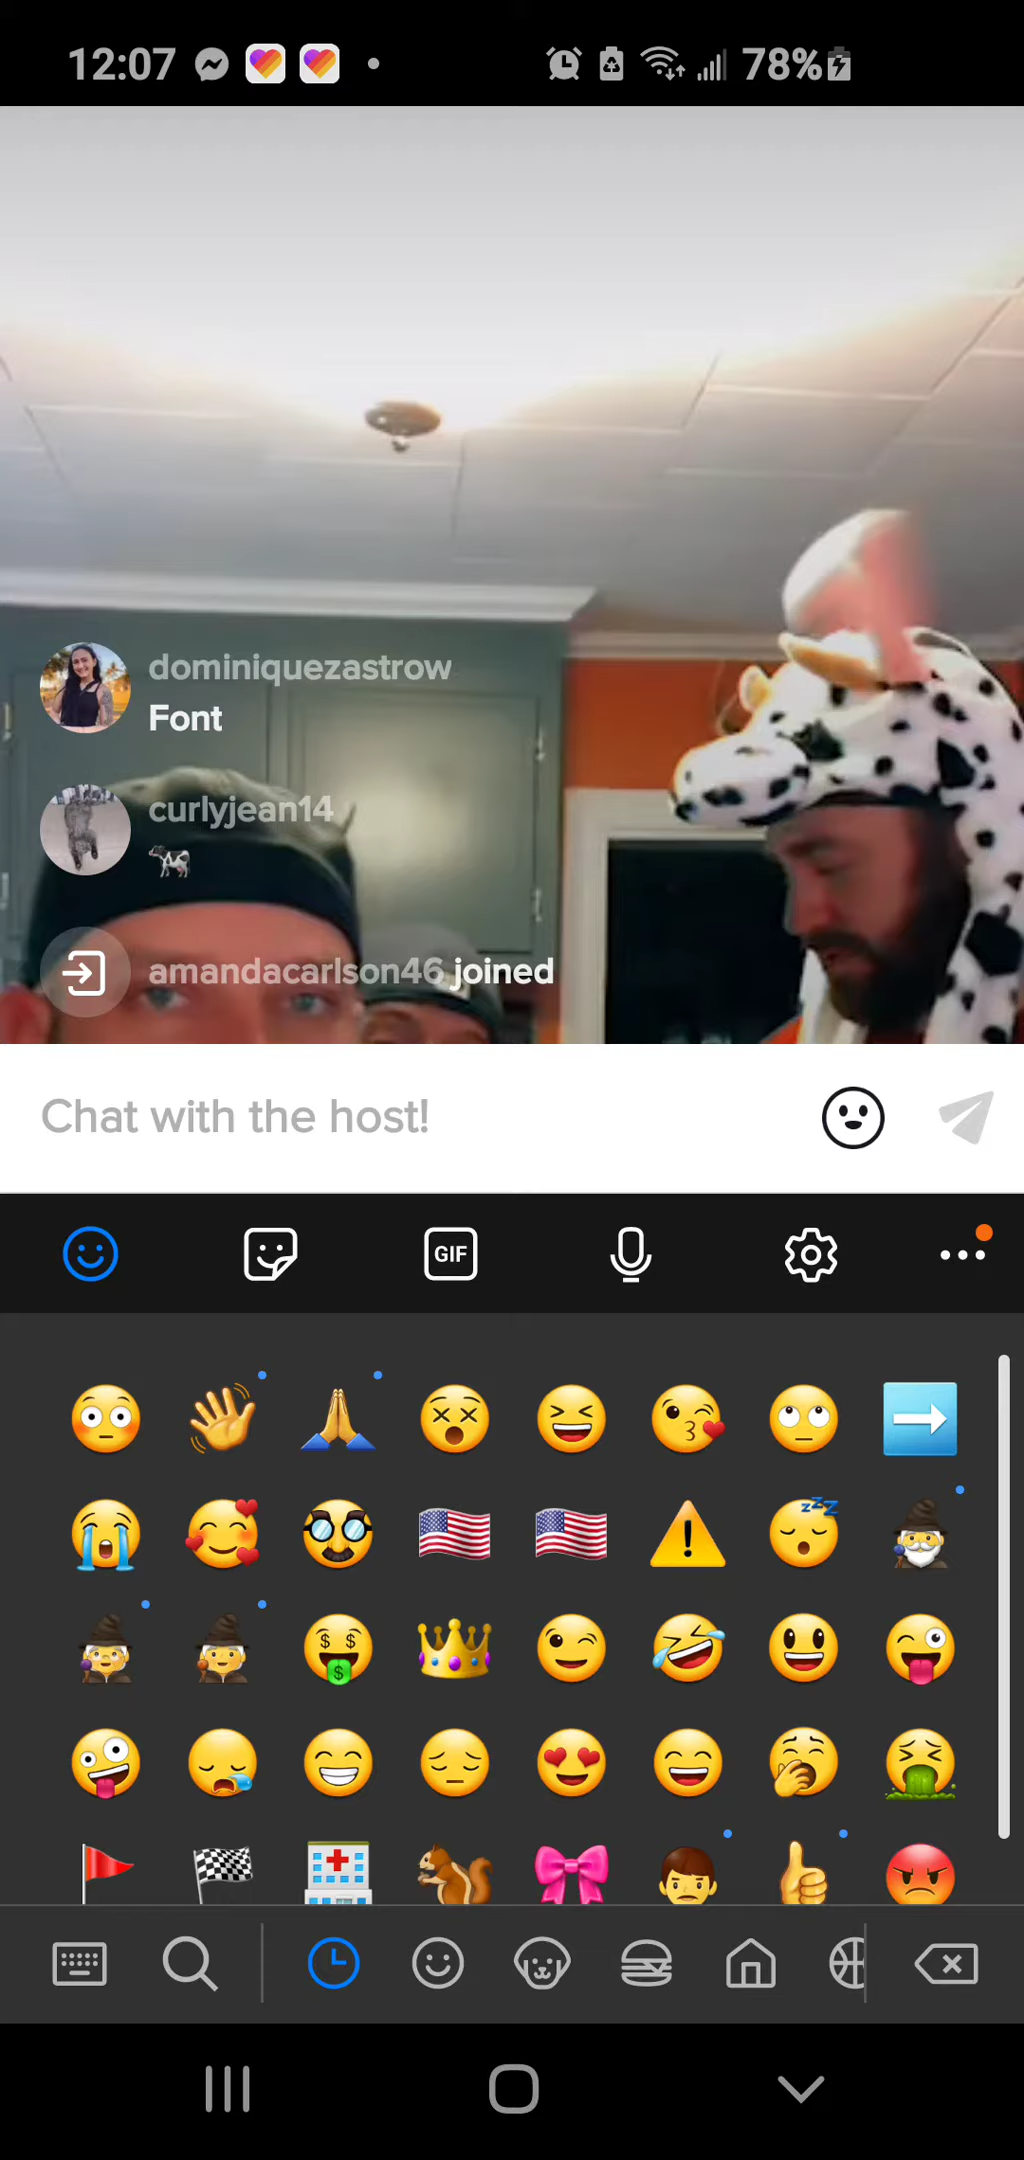 12:07
78%
dominiquezastrow
Font
curlyjean14
amandacarlson46 joined
Chat with the host!
GIF